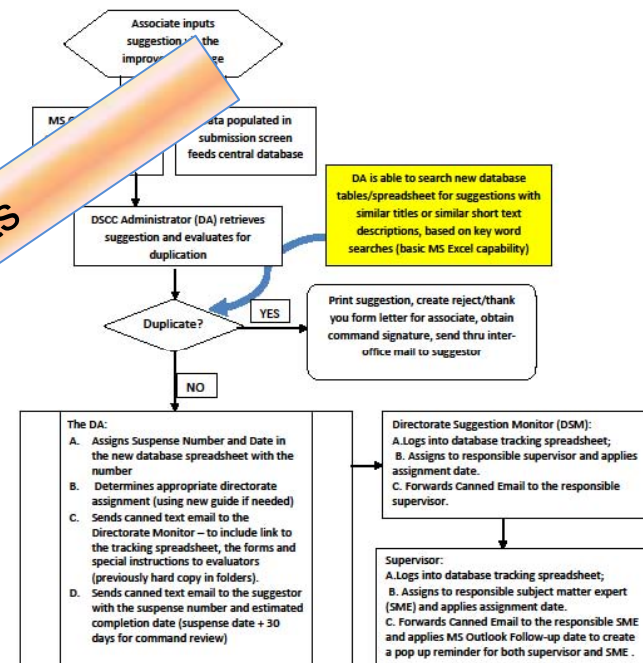 Associate inputs
suggestion the
MS
populated in
submission screen
feeds central database
DSCC Administrator (DA) retrieves
suggestion and evaluates for
duplication
DA is able to search new database
tables/spreadsheet for suggestions with
similar titles or similar short text
descriptions, based on key word
searches (basic MS Excel capability)
Duplicate?
YES
Print suggestion, create reject/thank
you form letter for associate, obtain
command signature, send thru inter-
office mail to suggestor
NO
The DA:
A. Assigns Suspense Number and Date in
the new database spreadsheet with the
number
B. Determines appropriate directorate
assignment (using new guide if needed)
C. Sends canned text email to the
Directorate Monitor – to include link to
the tracking spreadsheet, the forms and
special instructions to evaluators
(previously hard copy in folders).
D. Sends canned text email to the suggestor
with the suspense number and estimated
completion date (suspense date + 30
days for command review)
Directorate Suggestion Monitor (DSM):
A.Logs into database tracking spreadsheet;
B. Assigns to responsible supervisor and applies
assignment date.
C. Forwards Canned Email to the responsible
supervisor.
Supervisor:
A.Logs into database tracking spreadsheet;
B. Assigns to responsible subject matter expert
(SME) and applies assignment date.
C. Forwards Canned Email to the responsible SME
and applies MS Outlook Follow-up date to create
a pop up reminder for both supervisor and SME .